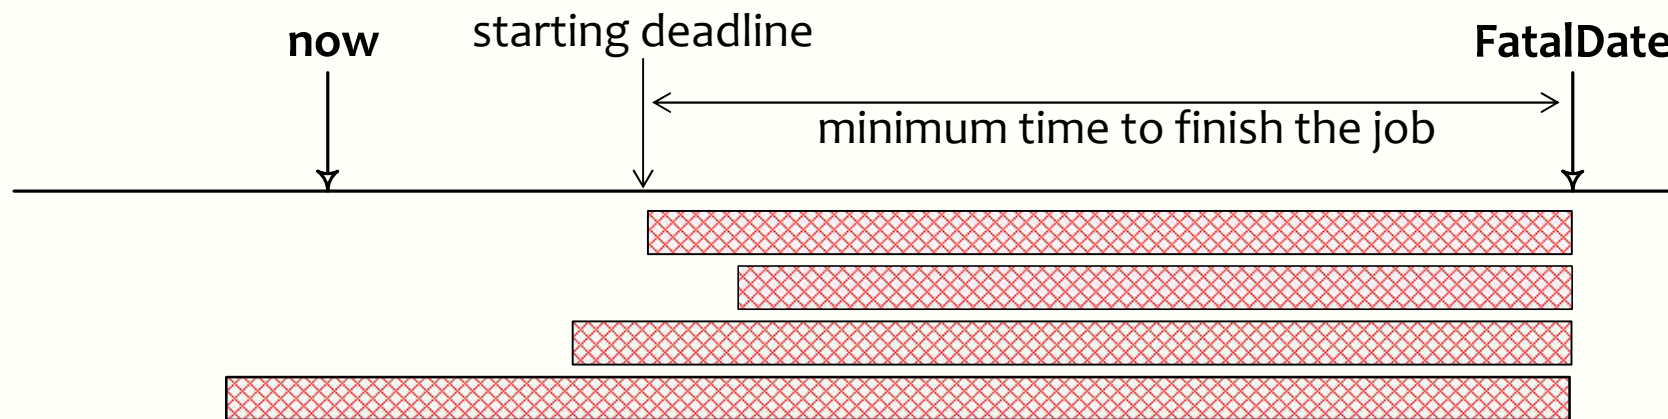 now
starting deadline
FatalDate
minimum time to finish the job